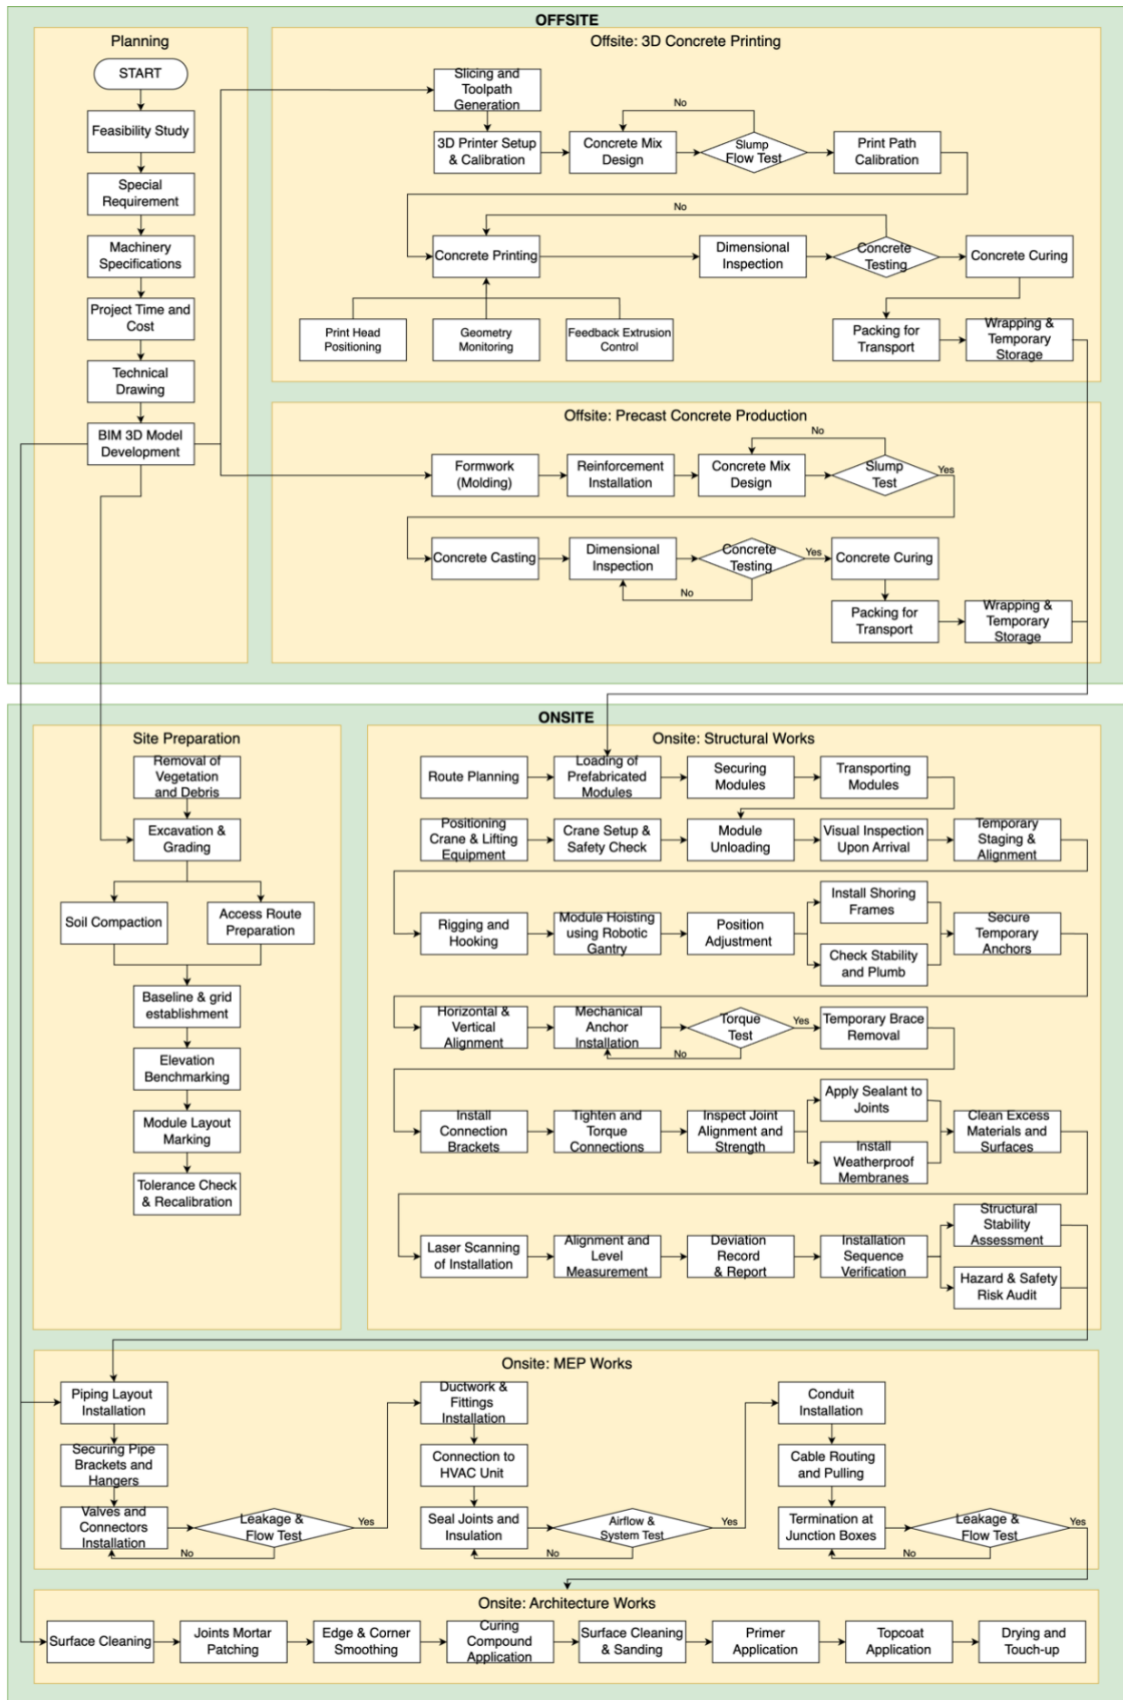 OFFSITE
Planning
START
Feasibility Study
Special
Requirement
Machinery
Specifications
Project Time and
Cost
Technical
Drawing
BIM 3D Model
Development
Offsite: 3D Concrete Printing
Slicing and
Toolpath
Generation
3D Printer Setup
& Calibration
Concrete Mix
Design
No
Slump
Flow Test
Print Path
Calibration
No
Concrete Printing
Dimensional
Inspection
Concrete
Testing
Concrete Curing
Print Head
Positioning
Geometry
Monitoring
Feedback Extrusion
Control
Packing for
Transport
Wrapping &
Temporary
Storage
Offsite: Precast Concrete Production
No
Formwork
(Molding)
Reinforcement
Installation
Concrete Mix
Design
Slump
Test
Yes
Concrete Casting
Dimensional
Inspection
Concrete
Testing
Yes
No
Concrete Curing
Packing for
Transport
Wrapping &
Temporary
Storage
ONSITE
Site Preparation
Removal of
Vegetation
and Debris
Excavation &
Grading
Soil Compaction
Access Route
Preparation
Baseline & grid
establishment
Elevation
Benchmarking
Module Layout
Marking
Tolerance Check
& Recalibration
Onsite: Structural Works
Route Planning
Loading of
Prefabricated
Modules
Securing
Modules
Transporting
Modules
Positioning
Crane & Lifting
Equipment
Crane Setup &
Safety Check
Module
Unloading
Visual Inspection
Upon Arrival
Temporary
Staging &
Alignment
Rigging and
Hooking
Module Hoisting
using Robotic
Gantry
Position
Adjustment
Install Shoring
Frames
Check Stability
and Plumb
Secure
Temporary
Anchors
Horizontal &
Vertical
Alignment
Mechanical
Anchor
Installation
Torque
Test
Yes
No
Temporary Brace
Removal
Install
Connection
Brackets
Tighten and
Torque
Connections
Inspect Joint
Alignment and
Strength
Apply Sealant to
Joints
Install
Weatherproof
Membranes
Clean Excess
Materials and
Surfaces
Laser Scanning
of Installation
Alignment and
Level
Measurement
Deviation
Record
& Report
Installation
Sequence
Verification
Structural
Stability
Assessment
Hazard & Safety
Risk Audit
Onsite: MEP Works
Piping Layout
Installation
Securing Pipe
Brackets and
Hangers
Valves and
Connectors
Installation
Leakage &
Flow Test
Yes
No
Ductwork &
Fittings
Installation
Connection to
HVAC Unit
Seal Joints and
Insulation
Airflow &
System Test
Yes
No
Conduit
Installation
Cable Routing
and Pulling
Termination at
Junction Boxes
Leakage &
Flow Test
Yes
No
Onsite: Architecture Works
Surface Cleaning
Joints Mortar
Patching
Edge & Corner
Smoothing
Curing
Compound
Application
Surface Cleaning
& Sanding
Primer
Application
Topcoat
Application
Drying and
Touch-up